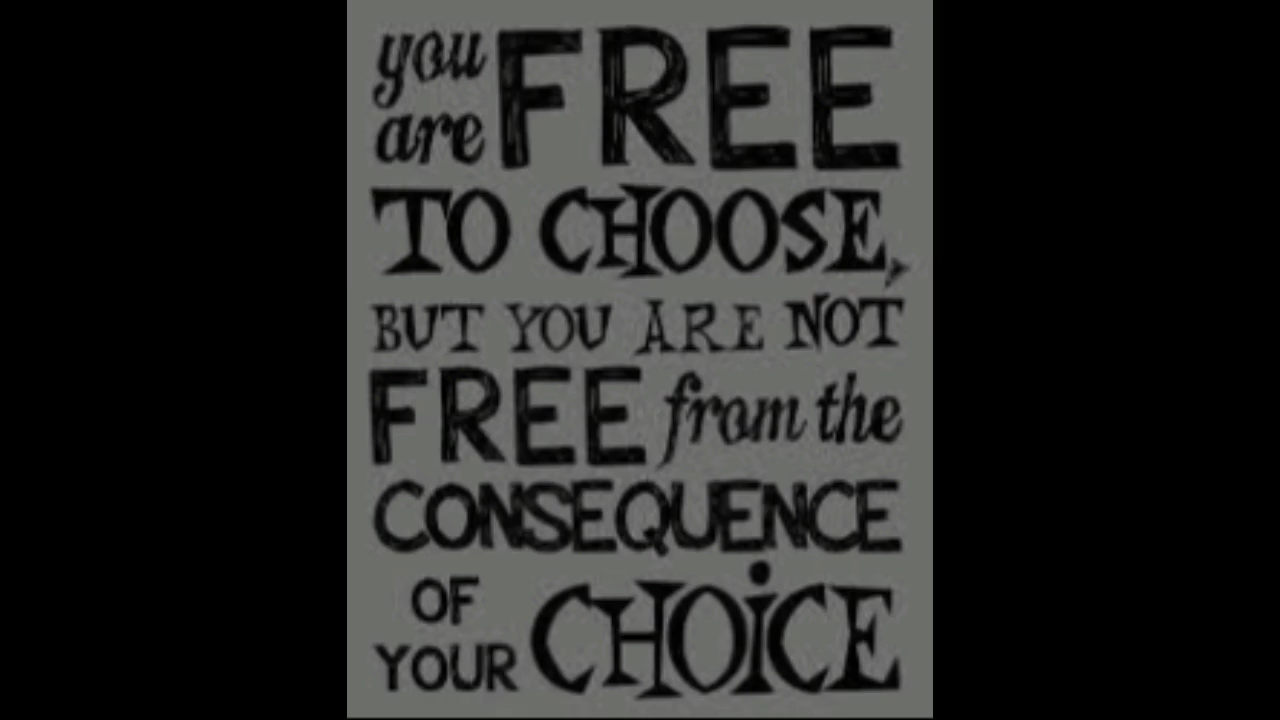 you
are FREE
TO CHOOSE,
BUT YOU ARE NOT
FREE from the
CONSEQUENCE
OF
YOUR CHOiCE